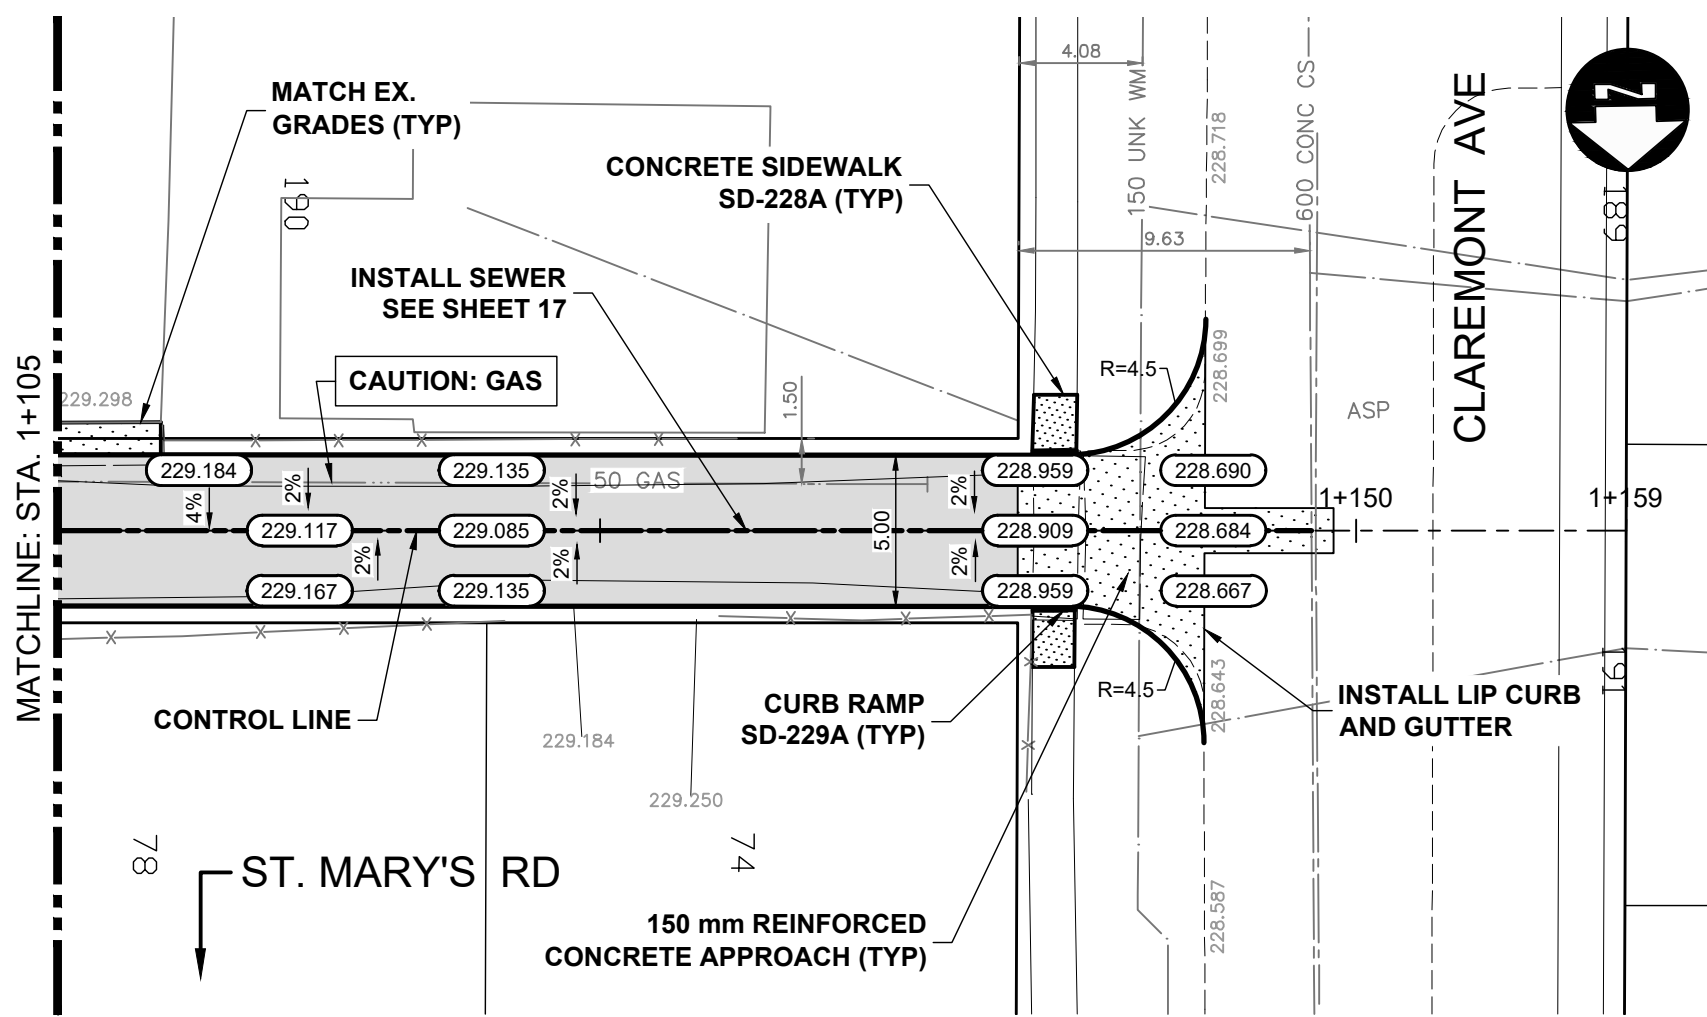 4.08
MATCH EX.
GRADES (TYP)
150 UNK WM
600 CONC CS
228.718
CLAREMONT AVE
N
CONCRETE SIDEWALK
SD-228A (TYP)
190
189
9.63
INSTALL SEWER
SEE SHEET 17
MATCHLINE: STA. 1+105
CAUTION: GAS
229.298
1.50
R=4.5
228.699
ASP
229.184
2%
4%
229.135
2%
50 GAS
2%
228.959
228.690
1+150
1+159
229.117
229.085
5.00
228.909
228.684
2%
2%
2%
229.167
229.135
228.959
228.667
CONTROL LINE
229.184
229.250
CURB RAMP
SD-229A (TYP)
R=4.5
228.643
191
INSTALL LIP CURB
AND GUTTER
78
74
ST. MARY'S RD
150 mm REINFORCED
CONCRETE APPROACH (TYP)
228.587